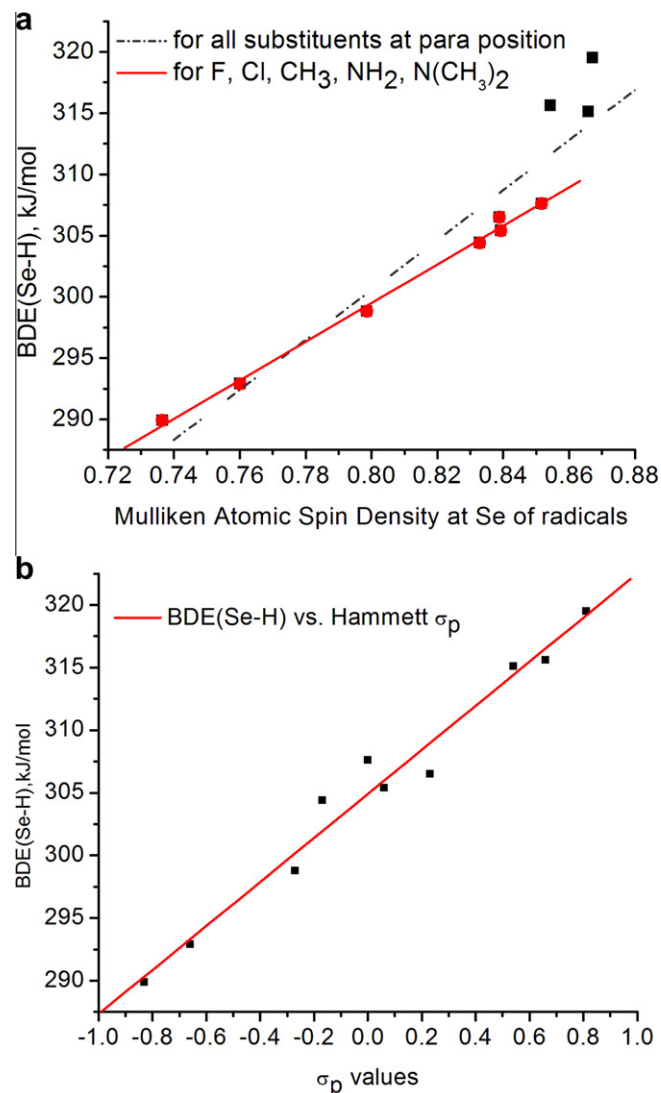 a
for all substituents at para position
for F, Cl, CH3, NH2, N(CH3)2
320
315
310
305
300
295
290
BDE(Se-H), kJ/mol
0.72 0.74 0.76 0.78 0.80 0.82 0.84 0.86 0.88
Mulliken Atomic Spin Density at Se of radicals
b
BDE(Se-H) vs. Hammett σp
320
315
310
305
300
295
290
BDE(Se-H),kJ/mol
-1.0 -0.8 -0.6 -0.4 -0.2 0.0 0.2 0.4 0.6 0.8 1.0
σp values